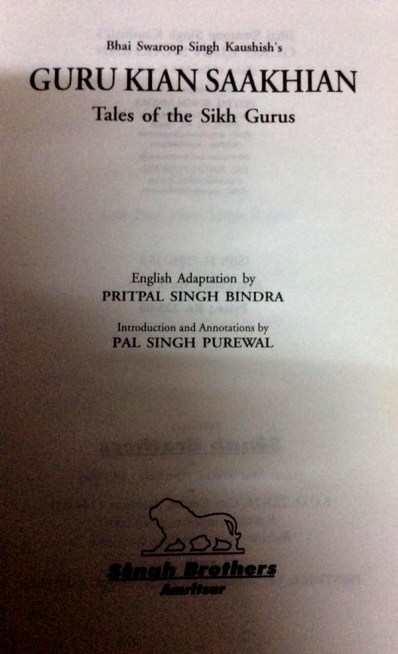 Bhai Swaroop Singh Kaushish's
GURU KIAN SAAKHIAN
Tales of the Sikh Gurus
English Adaptation by
PRITPAL SINGH BINDRA
Introduction and Annotations by
PAL SINGH PUREWAL
Singh Brothers
Amritsar